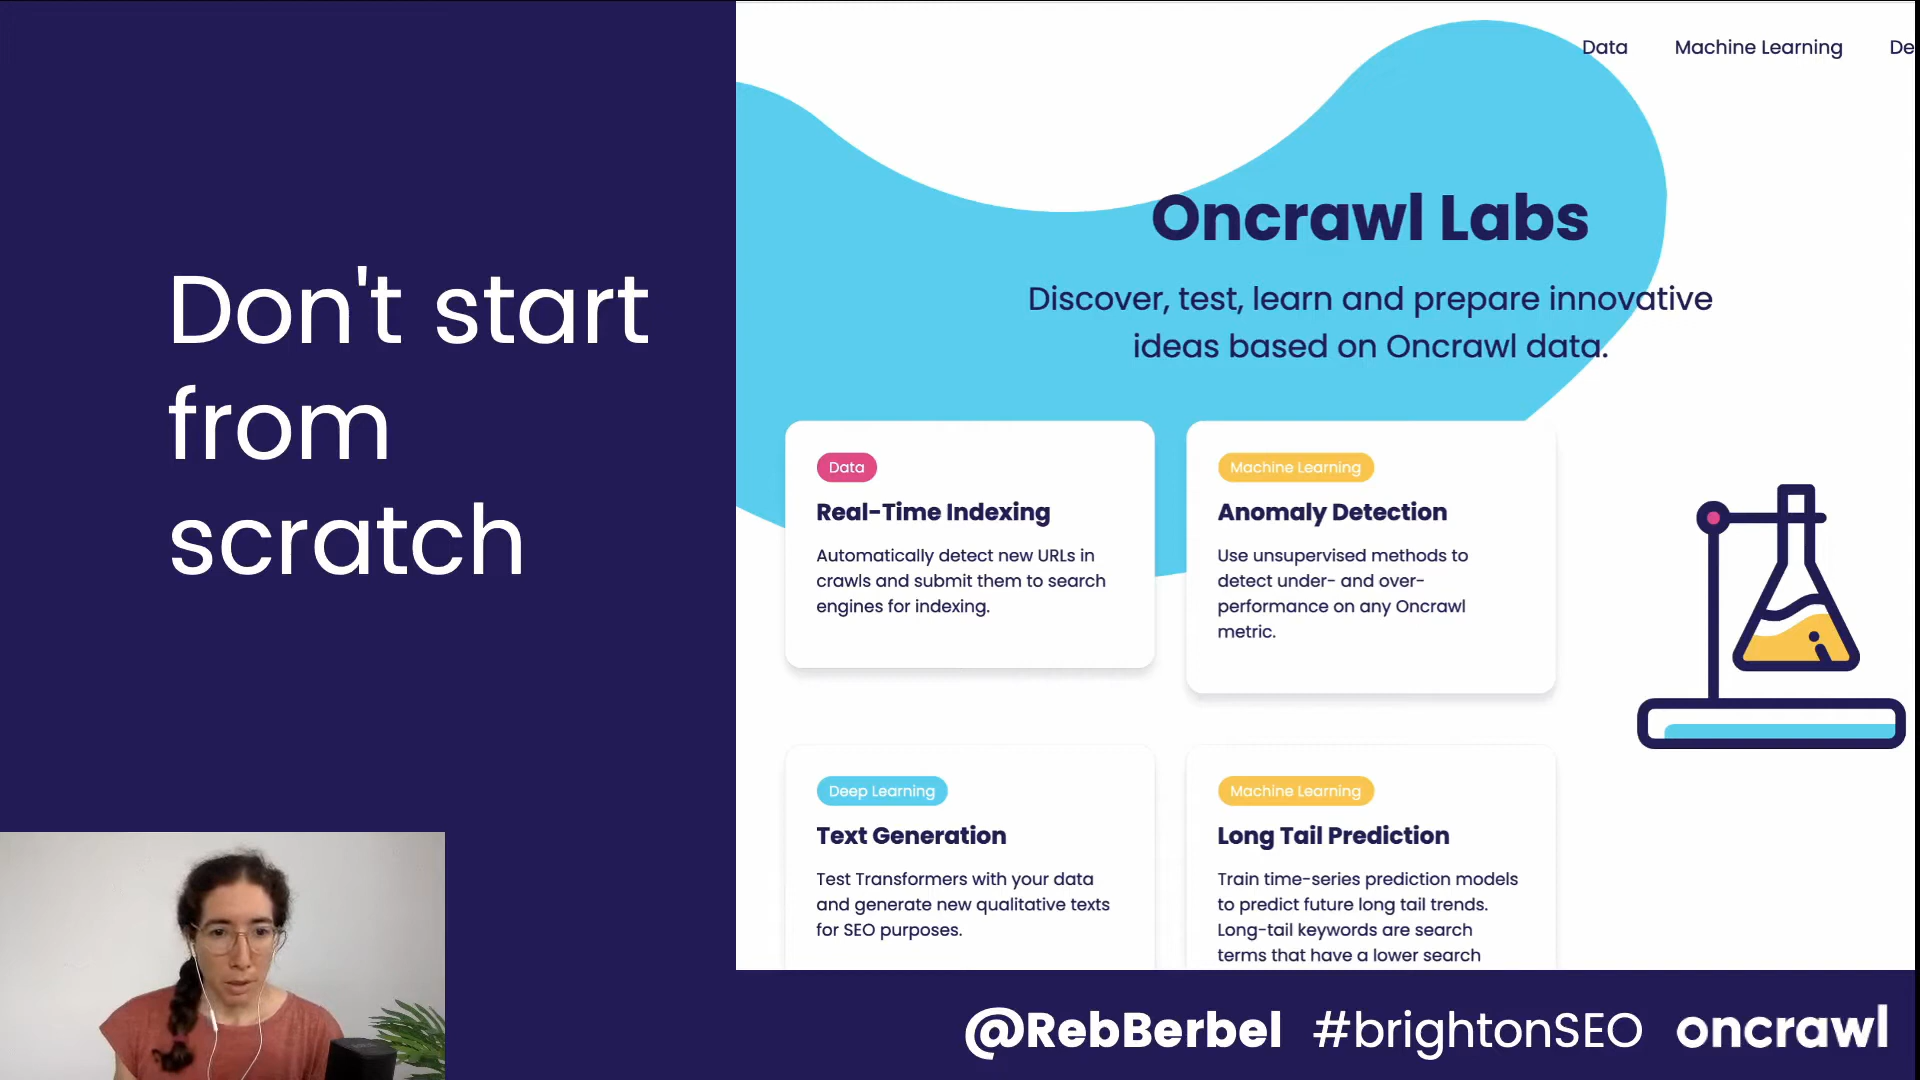 Don't start
from
scratch
Data
Machine Learning
De
Oncrawl Labs
Discover, test, learn and prepare innovative
ideas based on Oncrawl data.
Data
Real-Time Indexing
Automatically detect new URLs in
crawls and submit them to search
engines for indexing.
Machine Learning
Anomaly Detection
Use unsupervised methods to
detect under- and over-
performance on any Oncrawl
metric.
Deep Learning
Text Generation
Test Transformers with your data
and generate new qualitative texts
for SEO purposes.
Machine Learning
Long Tail Prediction
Train time-series prediction models
to predict future long tail trends.
Long-tail keywords are search
terms that have a lower search
@RebBerbel #brightonSEO oncrawl